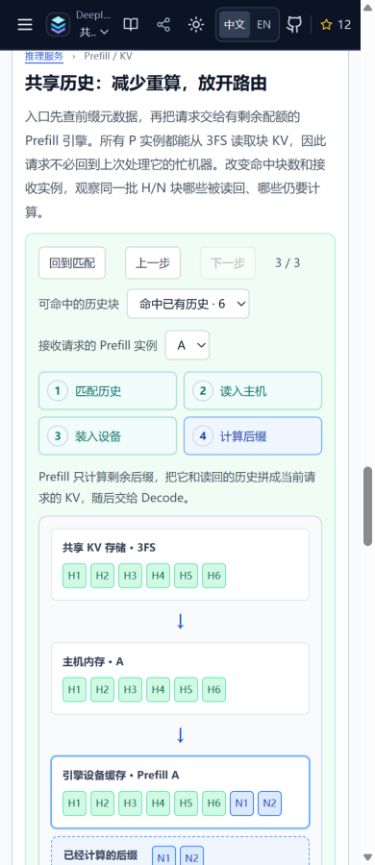 Deepl...
共..
中文
EN
12
推理服务 › Prefill / KV
共享历史：减少重算，放开路由
入口先查前缀元数据，再把请求交给有剩余配额的
Prefill 引擎。所有 P 实例都能从 3FS 读取块 KV，因此
请求不必回到上次处理它的忙机器。改变命中块数和接
收实例，观察同一批 H/N 块哪些被读回、哪些仍要计
算。
回到匹配
上一步
下一步
3 / 3
可命中的历史块
命中已有历史 · 6
接收请求的 Prefill 实例
A
1 匹配历史
2 读入主机
3 装入设备
4 计算后缀
Prefill 只计算剩余后缀，把它和读回的历史拼成当前请
求的 KV，随后交给 Decode。
共享 KV 存储 · 3FS
H1 H2 H3 H4 H5 H6
↓
主机内存 · A
H1 H2 H3 H4 H5 H6
↓
引擎设备缓存 · Prefill A
H1 H2 H3 H4 H5 H6 N1 N2
已经计算的后缀 N1 N2